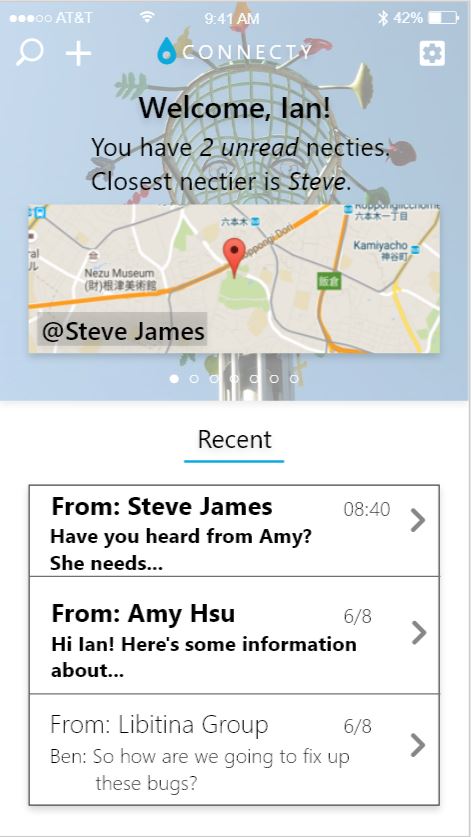 AT&T 9:41 AM 42%
CONNECTY
Welcome, Ian!
You have 2 unread necties.
Closest nectier is Steve.
六本木
Roppongi Dori
六本木一丁目
Kamiyacho
神谷町
Nezu Museum
(財)根津美術館
飯倉
@Steve James
Recent
From: Steve James 08:40
Have you heard from Amy?
She needs...
From: Amy Hsu 6/8
Hi Ian! Here's some information
about...
From: Libitina Group 6/8
Ben: So how are we going to fix up
these bugs?